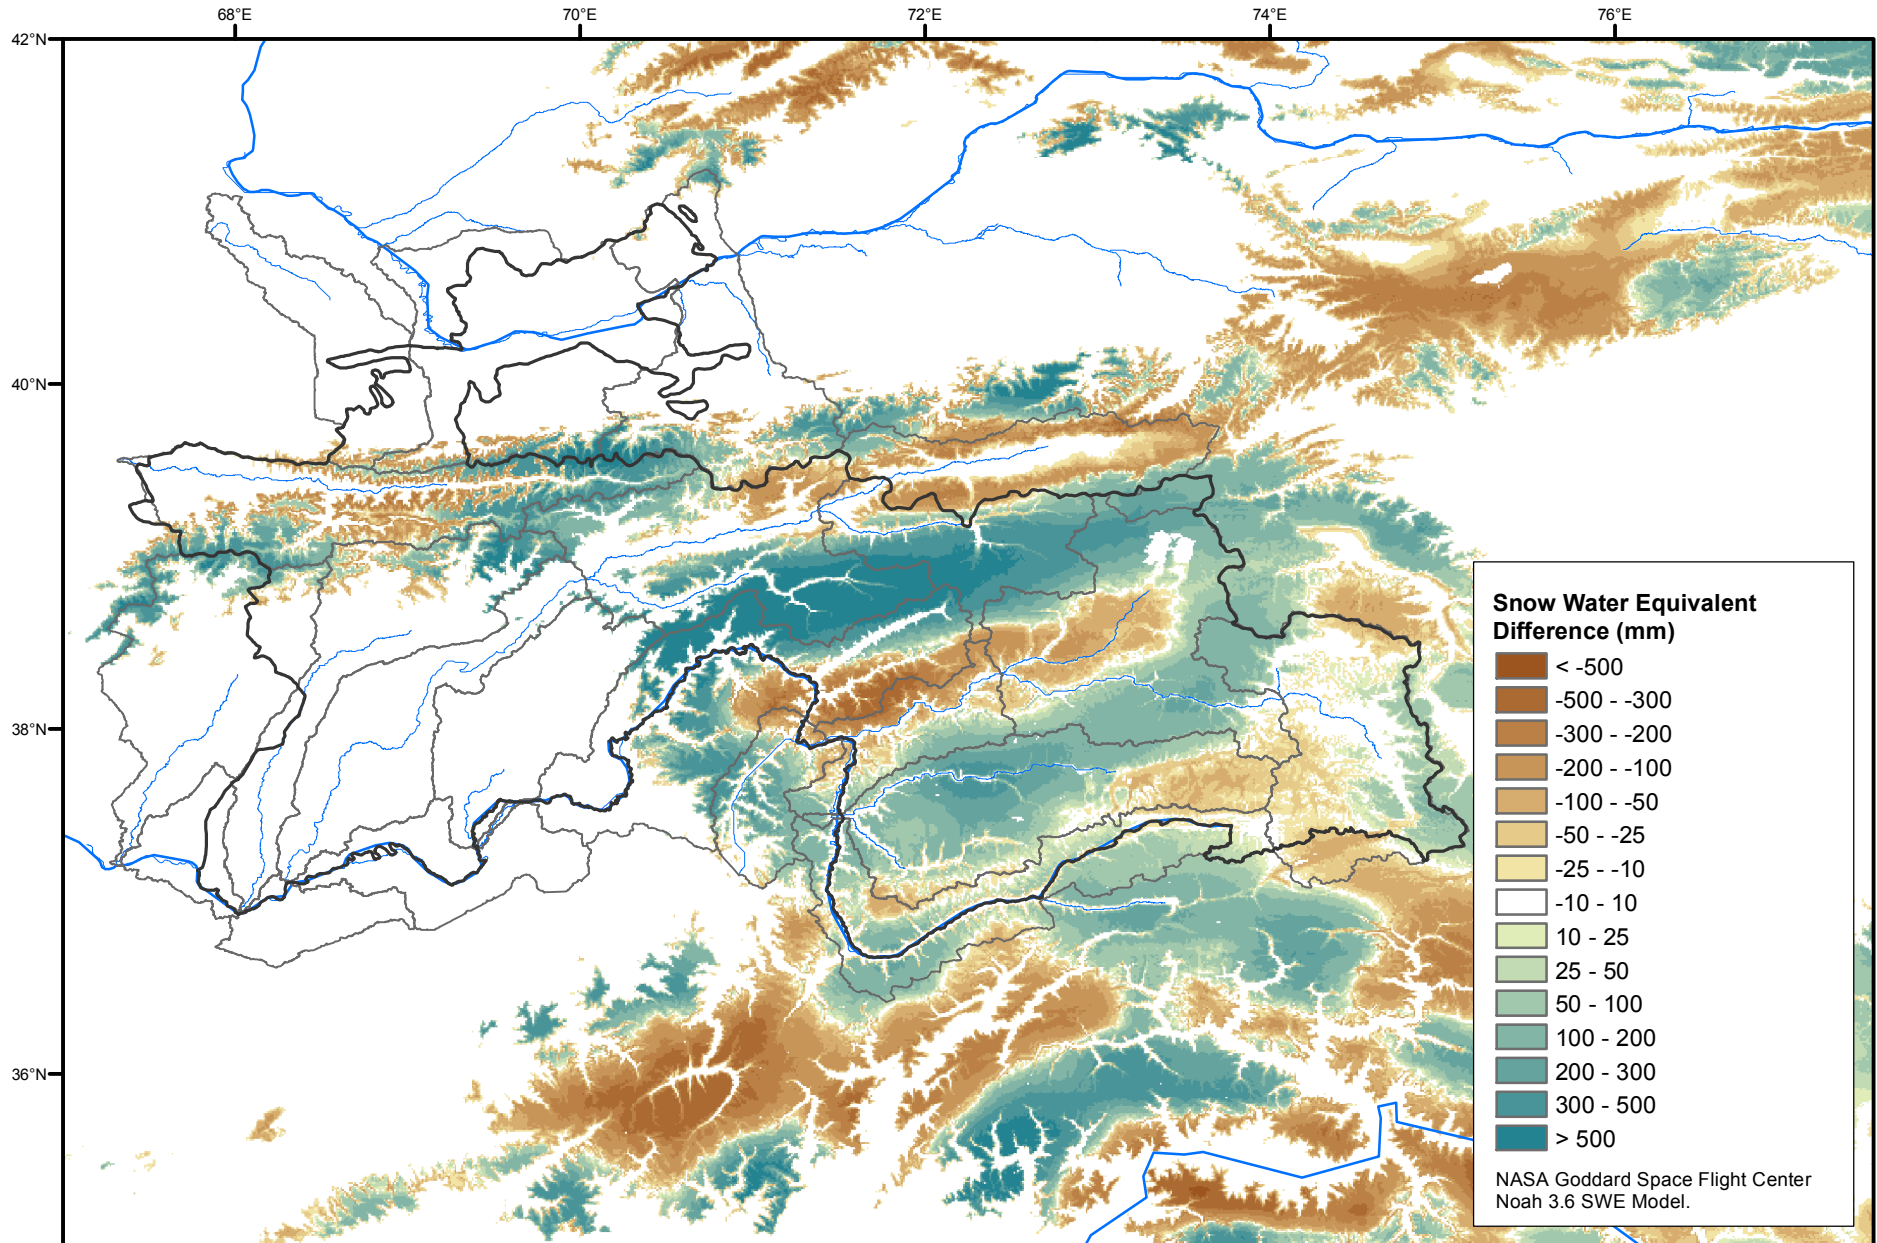 68°E
70°E
72°E
74°E
76°E
42°N
40°N
38°N
36°N
Snow Water Equivalent
Difference (mm)
< -500
-500 - -300
-300 - -200
-200 - -100
-100 - -50
-50 - -25
-25 - -10
-10 - 10
10 - 25
25 - 50
50 - 100
100 - 200
200 - 300
300 - 500
> 500
NASA Goddard Space Flight Center
Noah 3.6 SWE Model.